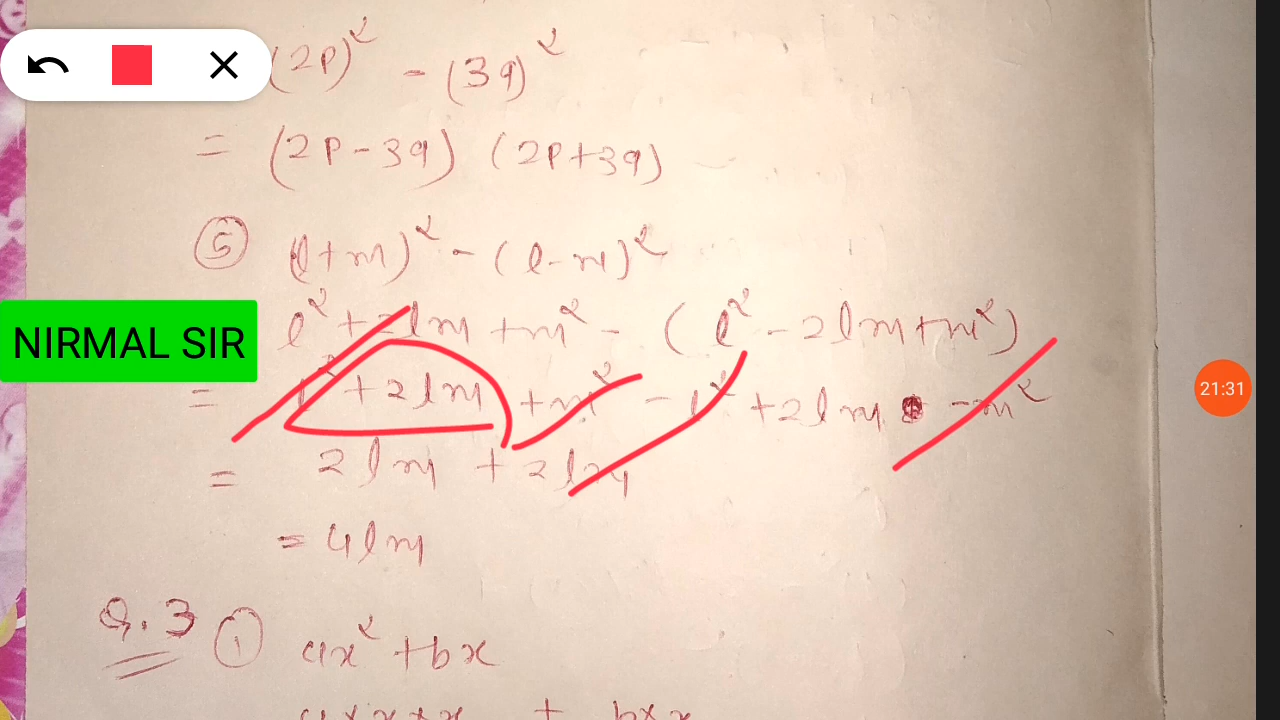 (2P)² - (3q)²
= (2P-3q) (2P+3q)
⑤ (l+m)² - (l-m)²
l² + 2lm + m² - (l² - 2lm + m²)
NIRMAL SIR
= l² + 2lm + m² - l² + 2lm - m²
21:31
= 2lm + 2lm
= 4lm
Q.3 ① ax² + bx
a×x×x + b×x